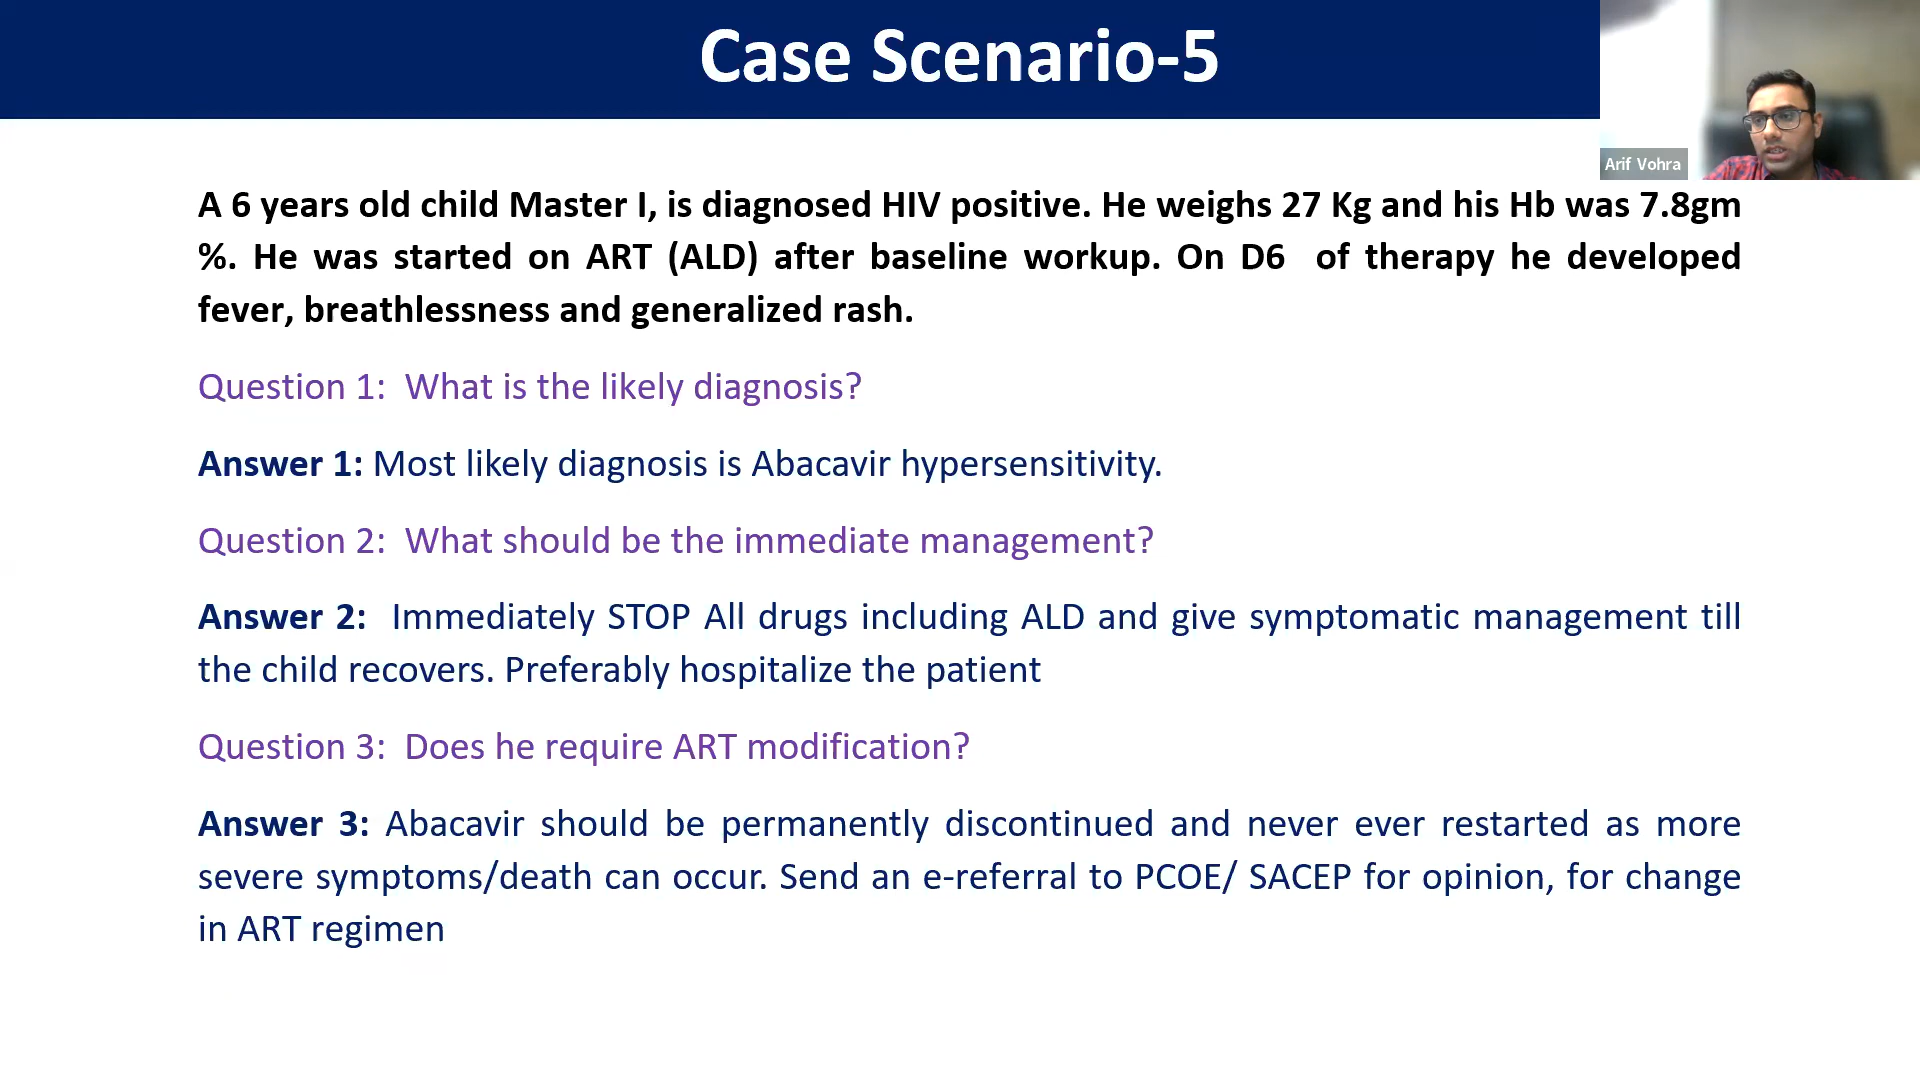 Case Scenario-5
Arif Vohra
A 6 years old child Master I, is diagnosed HIV positive. He weighs 27 Kg and his Hb was 7.8gm
%. He was started on ART (ALD) after baseline workup. On D6 of therapy he developed
fever, breathlessness and generalized rash.
Question 1: What is the likely diagnosis?
Answer 1: Most likely diagnosis is Abacavir hypersensitivity.
Question 2: What should be the immediate management?
Answer 2: Immediately STOP All drugs including ALD and give symptomatic management till
the child recovers. Preferably hospitalize the patient
Question 3: Does he require ART modification?
Answer 3: Abacavir should be permanently discontinued and never ever restarted as more
severe symptoms/death can occur. Send an e-referral to PCOE/ SACEP for opinion, for change
in ART regimen